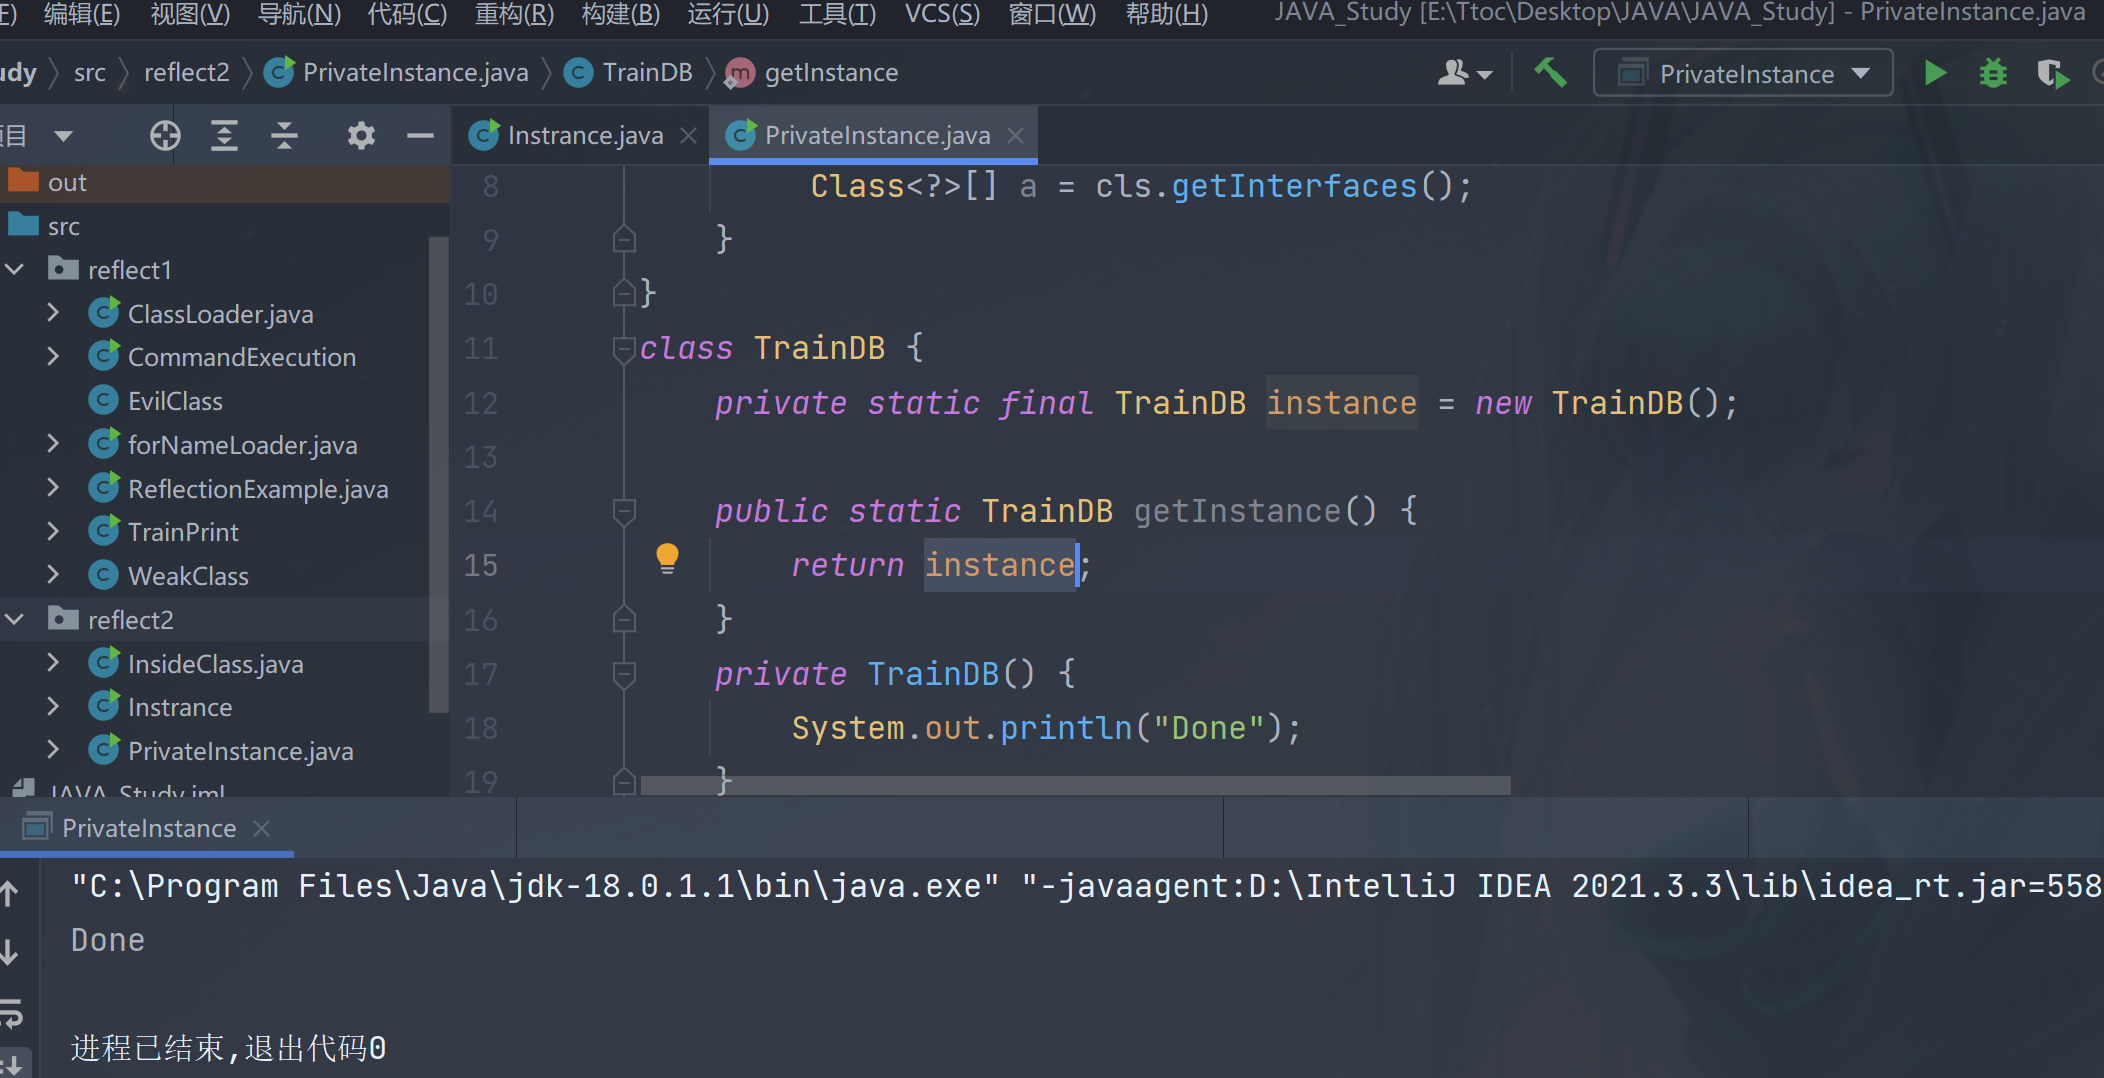 编辑(E) 视图(V) 导航(N) 代码(C) 重构(R) 构建(B) 运行(U) 工具(T) VCS(S) 窗口(W) 帮助(H) JAVA_Study [E:\Ttoc\Desktop\JAVA\JAVA_Study] - PrivateInstance.java
src reflect2 PrivateInstance.java TrainDB getInstance PrivateInstance
Instrance.java PrivateInstance.java
out
src
reflect1
ClassLoader.java
CommandExecution
EvilClass
forNameLoader.java
ReflectionExample.java
TrainPrint
WeakClass
reflect2
InsideClass.java
Instrance
PrivateInstance.java
JAVA_Study.iml
8 Class<?>[] a = cls.getInterfaces();
9 }
10 }
11 class TrainDB {
12 private static final TrainDB instance = new TrainDB();
13
14 public static TrainDB getInstance() {
15 return instance;
16 }
17 private TrainDB() {
18 System.out.println("Done");
19 }
PrivateInstance
"C:\Program Files\Java\jdk-18.0.1.1\bin\java.exe" "-javaagent:D:\IntelliJ IDEA 2021.3.3\lib\idea_rt.jar=558
Done
进程已结束,退出代码0